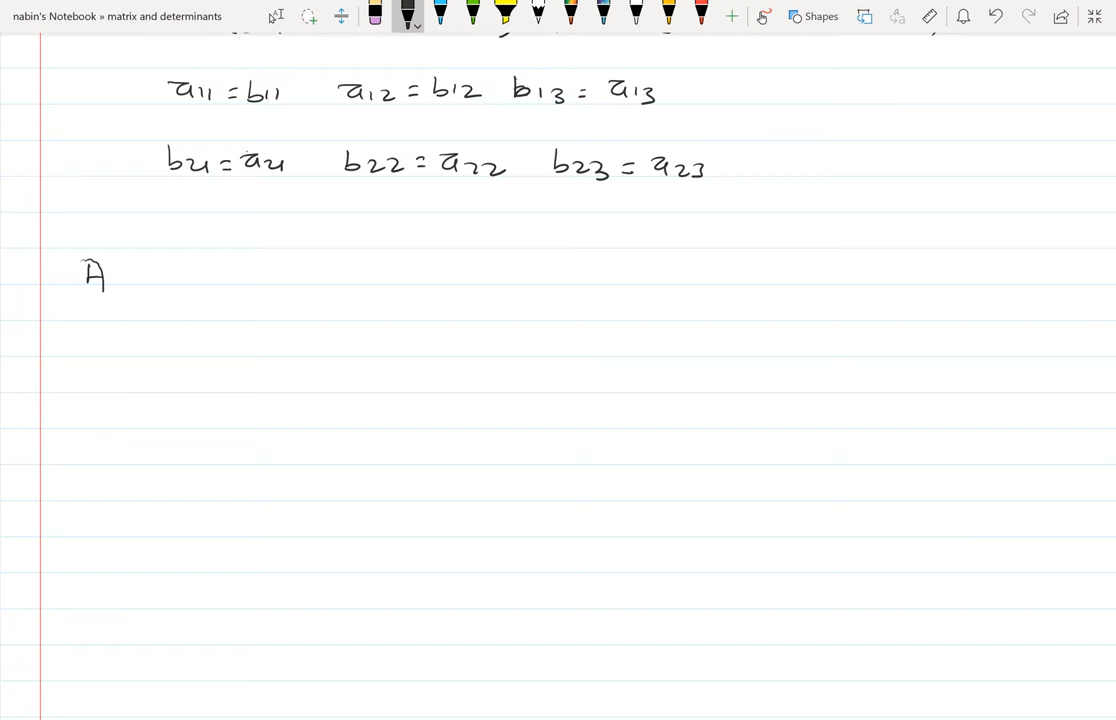 nabin's Notebook » matrix and determinants Shapes
a11 = b11 a12 = b12 b13 = a13
b21 = a21 b22 = a22 b23 = a23
A